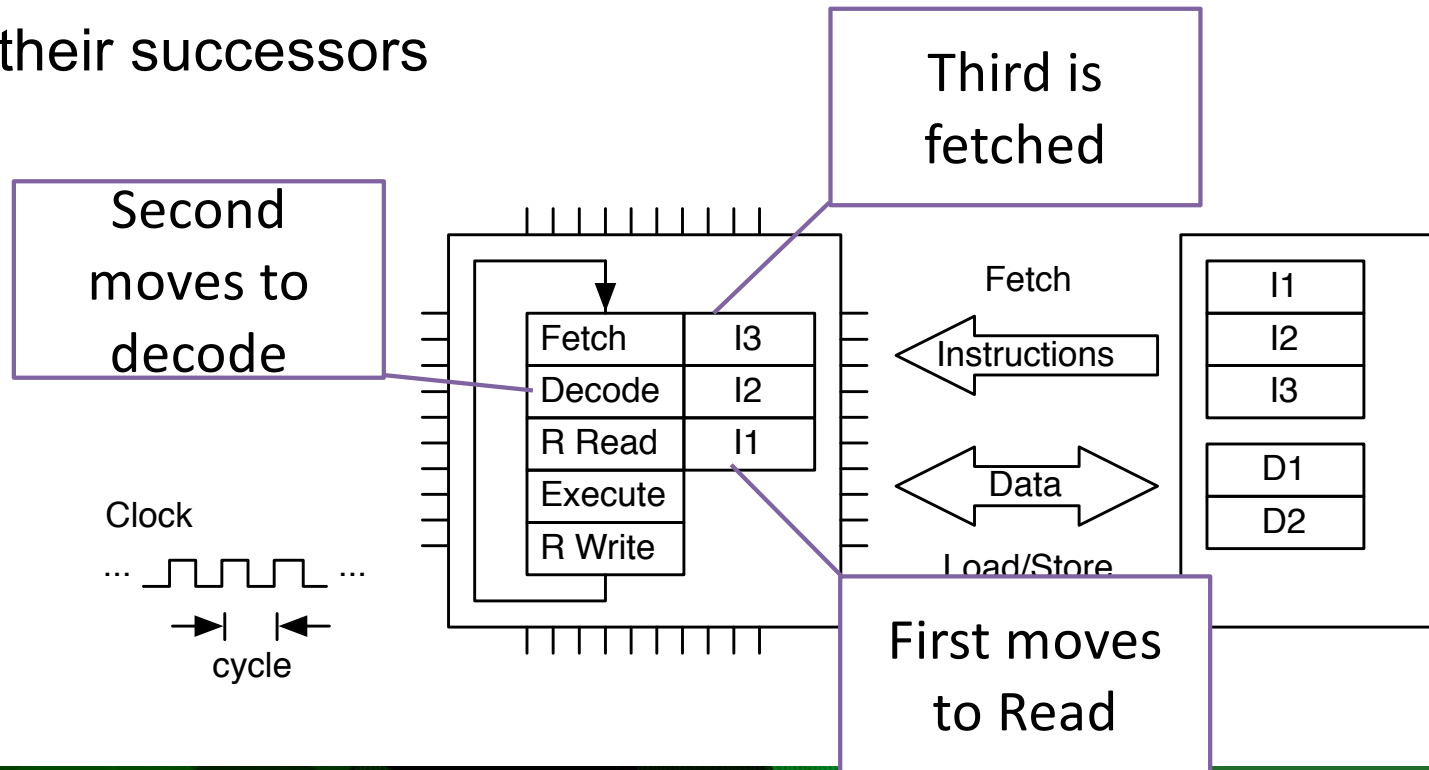 their successors
Third is
fetched
Second
moves to
decode
Fetch I3
Decode I2
R Read I1
Execute
R Write
Fetch
Instructions
Data
Load/Store
I1
I2
I3
D1
D2
Clock
... ...
cycle
First moves
to Read